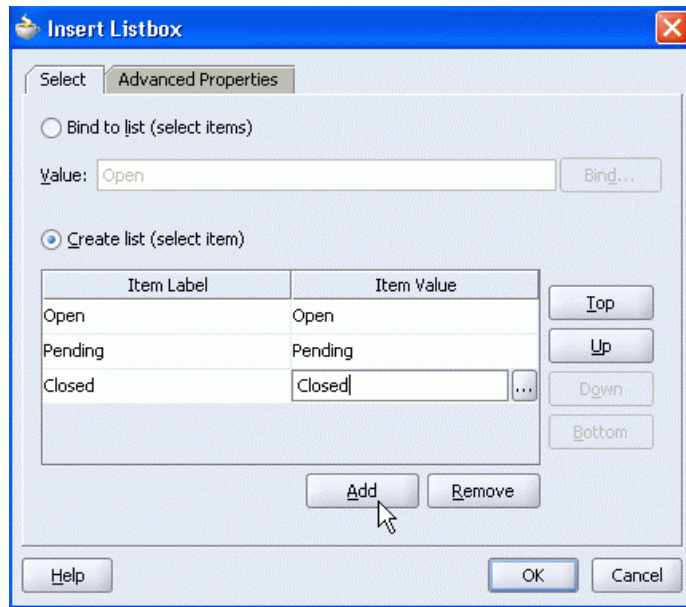 Insert Listbox
Select Advanced Properties
Bind to list (select items)
Value: Open Bind...
Create list (select item)
Item Label Item Value
Open Open
Pending Pending
Closed Closed ...
Top
Up
Down
Bottom
Add Remove
Help OK Cancel